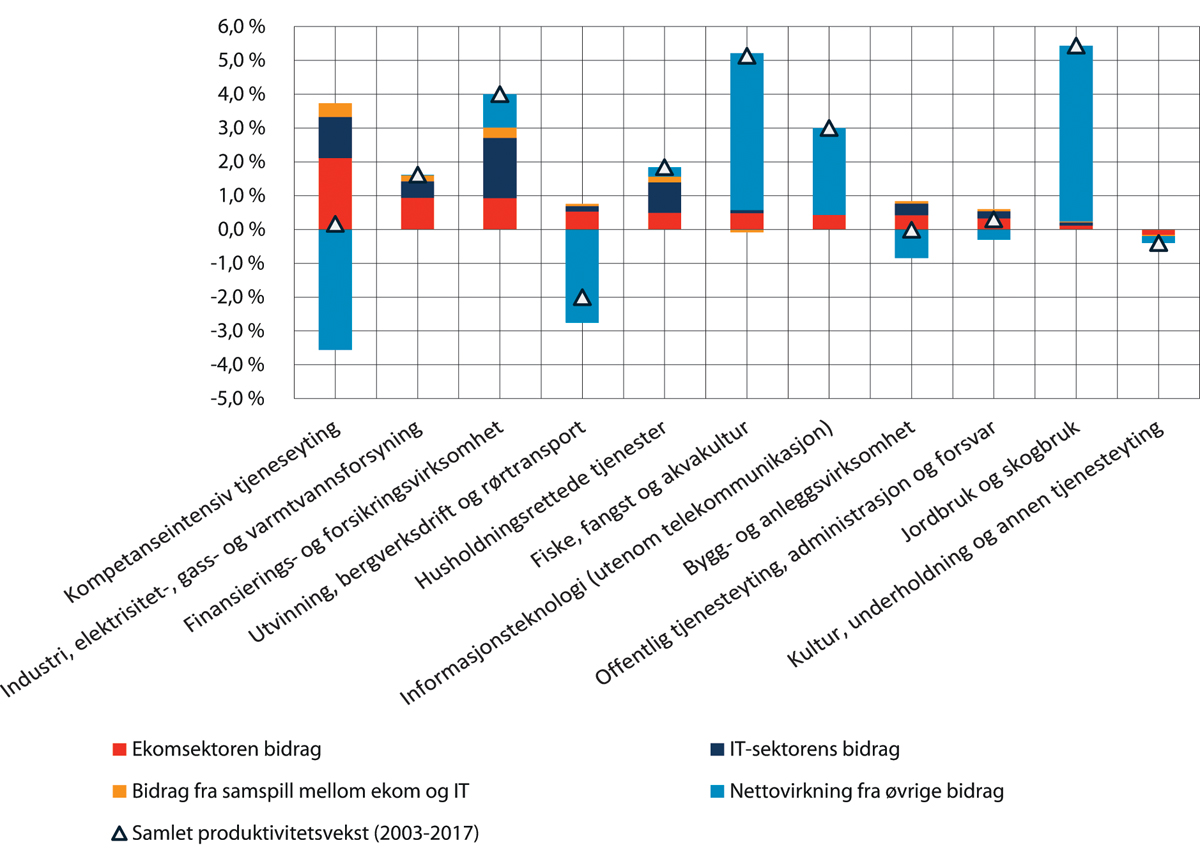 6,0 %
5,0 %
4,0 %
3,0 %
2,0 %
1,0 %
0,0 %
-1,0 %
-2,0 %
-3,0 %
-4,0 %
-5,0 %
Kompetanseintensiv tjeneseyting
Industri, elektrisitet-, gass- og varmtvannsforsyning
Finansierings- og forsikringsvirksomhet
Utvinning, bergverksdrift og rørtransport
Husholdningsrettede tjenester
Fiske, fangst og akvakultur
Informasjonsteknologi (utenom telekommunikasjon)
Bygg- og anleggsvirksomhet
Offentlig tjenesteyting, administrasjon og forsvar
Jordbruk og skogbruk
Kultur, underholdning og annen tjenesteyting
Ekomsektoren bidrag
IT-sektorens bidrag
Bidrag fra samspill mellom ekom og IT
Nettovirkning fra øvrige bidrag
Samlet produktivitetsvekst (2003-2017)